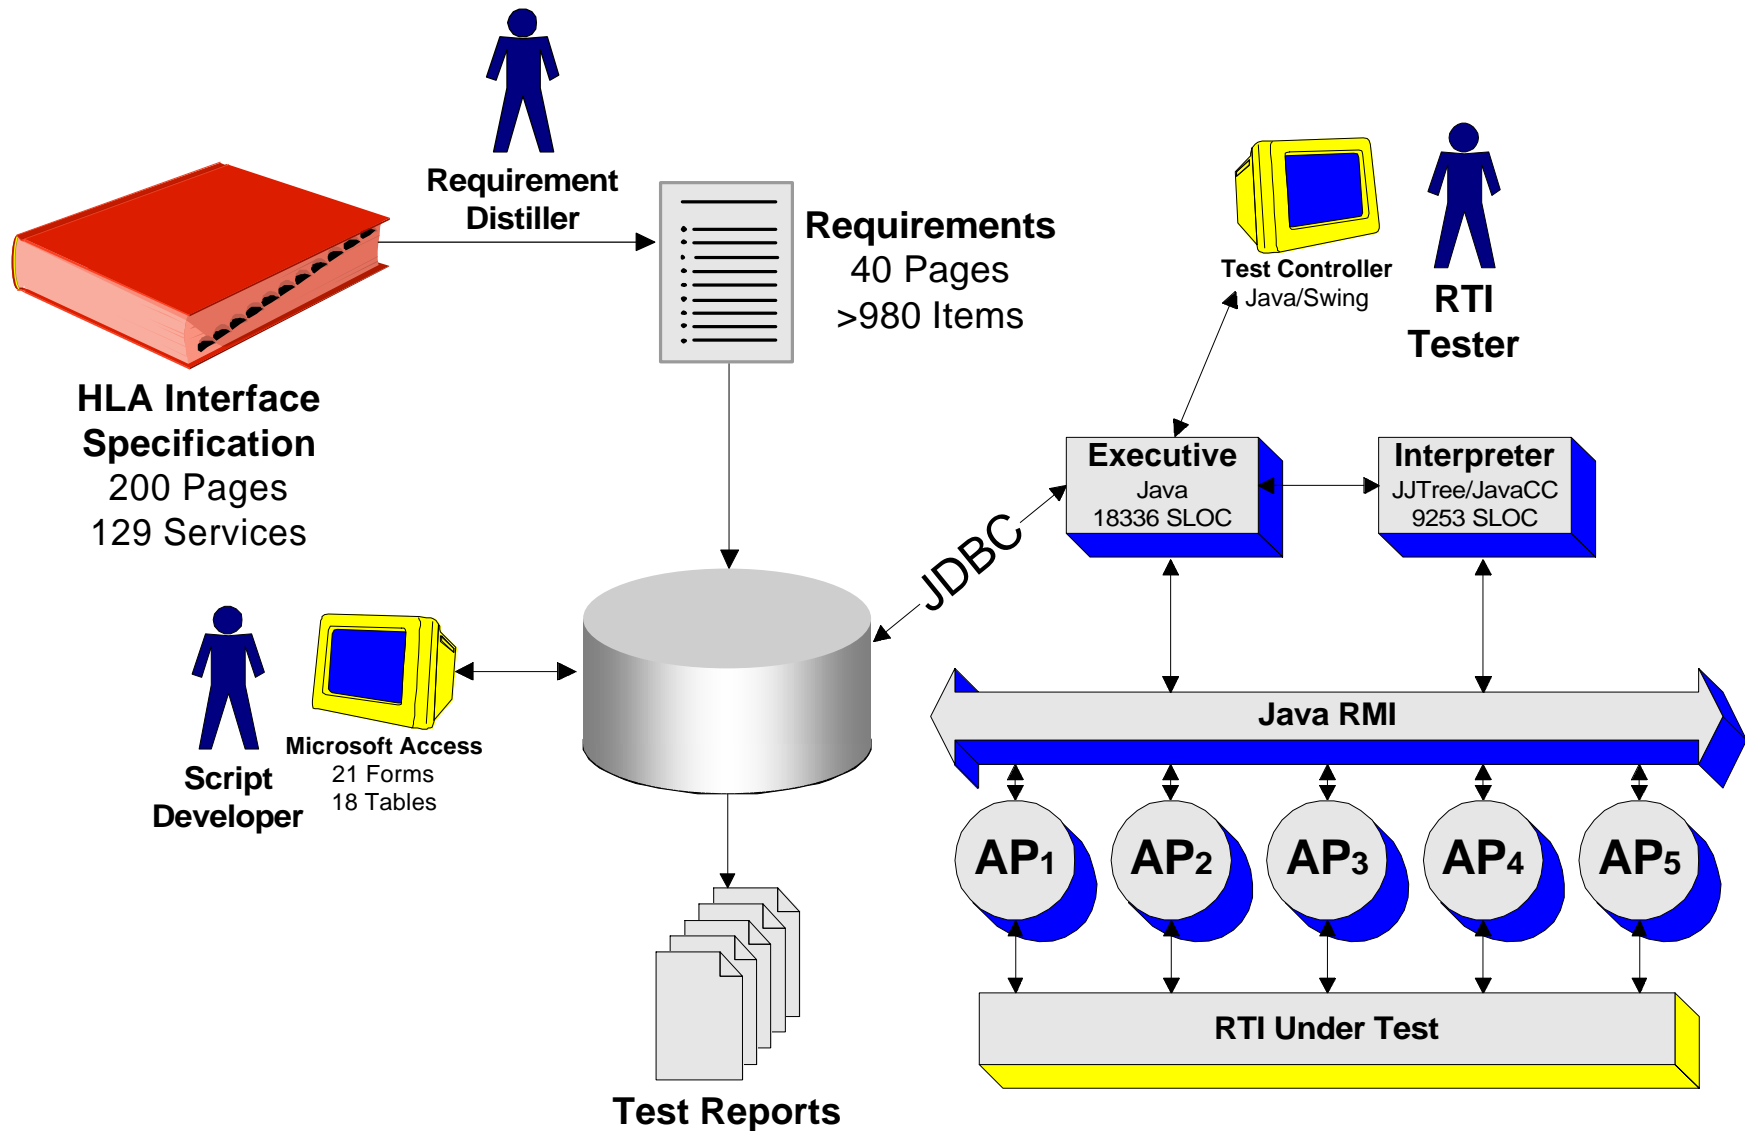 Requirement
Distiller
Requirements
40 Pages
>980 Items
Test Controller
Java/Swing
RTI
Tester
HLA Interface
Specification
200 Pages
129 Services
Executive
Java
18336 SLOC
Interpreter
JJTree/JavaCC
9253 SLOC
JDBC
Script
Developer
Microsoft Access
21 Forms
18 Tables
Java RMI
AP1
AP2
AP3
AP4
AP5
RTI Under Test
Test Reports